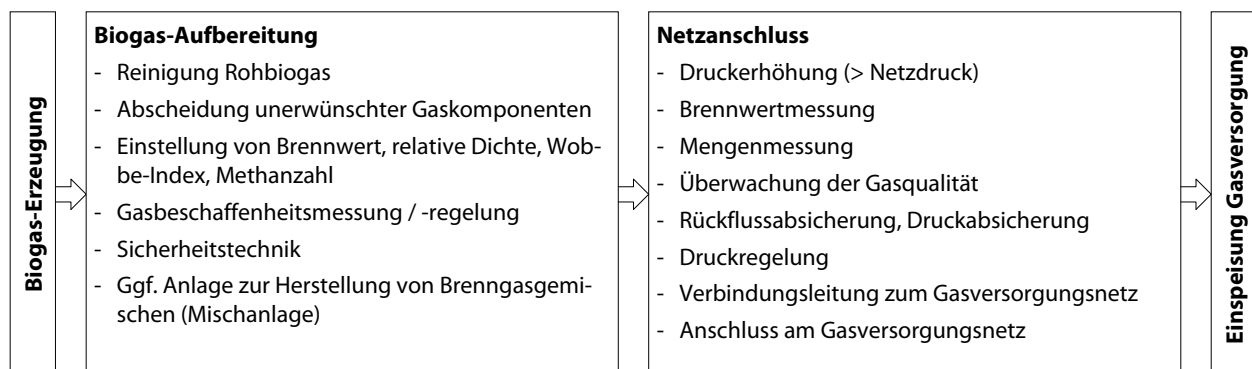 Biogas-Erzeugung
Biogas-Aufbereitung
- Reinigung Rohbiogas
- Abscheidung unerwünschter Gaskomponenten
- Einstellung von Brennwert, relative Dichte, Wob-
be-Index, Methanzahl
- Gasbeschaffenheitsmessung / -regelung
- Sicherheitstechnik
- Ggf. Anlage zur Herstellung von Brenngasgemi-
schen (Mischanlage)
Netzanschluss
- Druckerhöhung (> Netzdruck)
- Brennwertmessung
- Mengenmessung
- Überwachung der Gasqualität
- Rückflussabsicherung, Druckabsicherung
- Druckregelung
- Verbindungsleitung zum Gasversorgungsnetz
- Anschluss am Gasversorgungsnetz
Einspeisung Gasversorgung